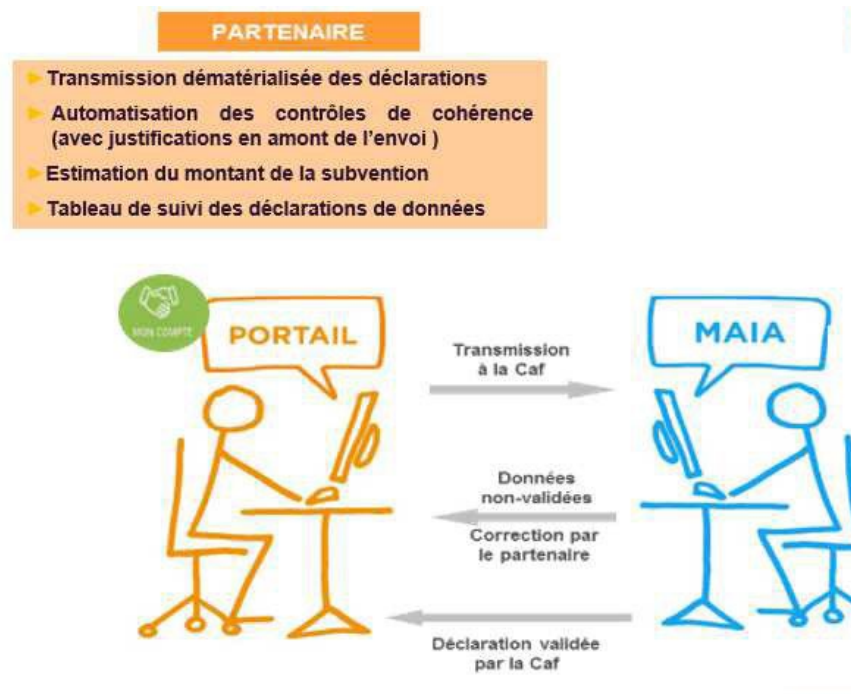 PARTENAIRE
► Transmission dématérialisée des déclarations
► Automatisation des contrôles de cohérence
(avec justifications en amont de l'envoi )
► Estimation du montant de la subvention
► Tableau de suivi des déclarations de données
MON COMPTE
PORTAIL
MAIA
Transmission
à la Caf
Données
non-validées
Correction par
le partenaire
Déclaration validée
par la Caf